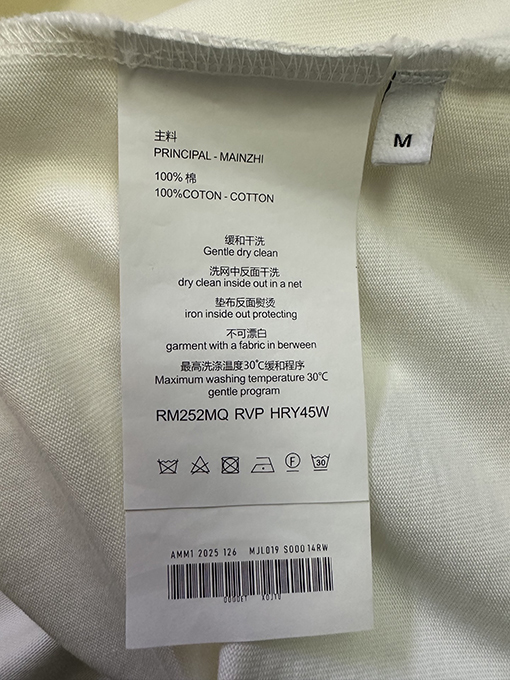 主料
PRINCIPAL - MAINZHI
100% 棉
100%COTON - COTTON
M
缓和干洗
Gentle dry clean
洗网中反面干洗
dry clean inside out in a net
垫布反面熨烫
iron inside out protecting
不可漂白
garment with a fabric in berween
最高洗涤温度30℃缓和程序
Maximum washing temperature 30℃
gentle program
RM252MQ RVP HRY45W
F
30
AMM1 2025 126 MJL019 S000 14RW